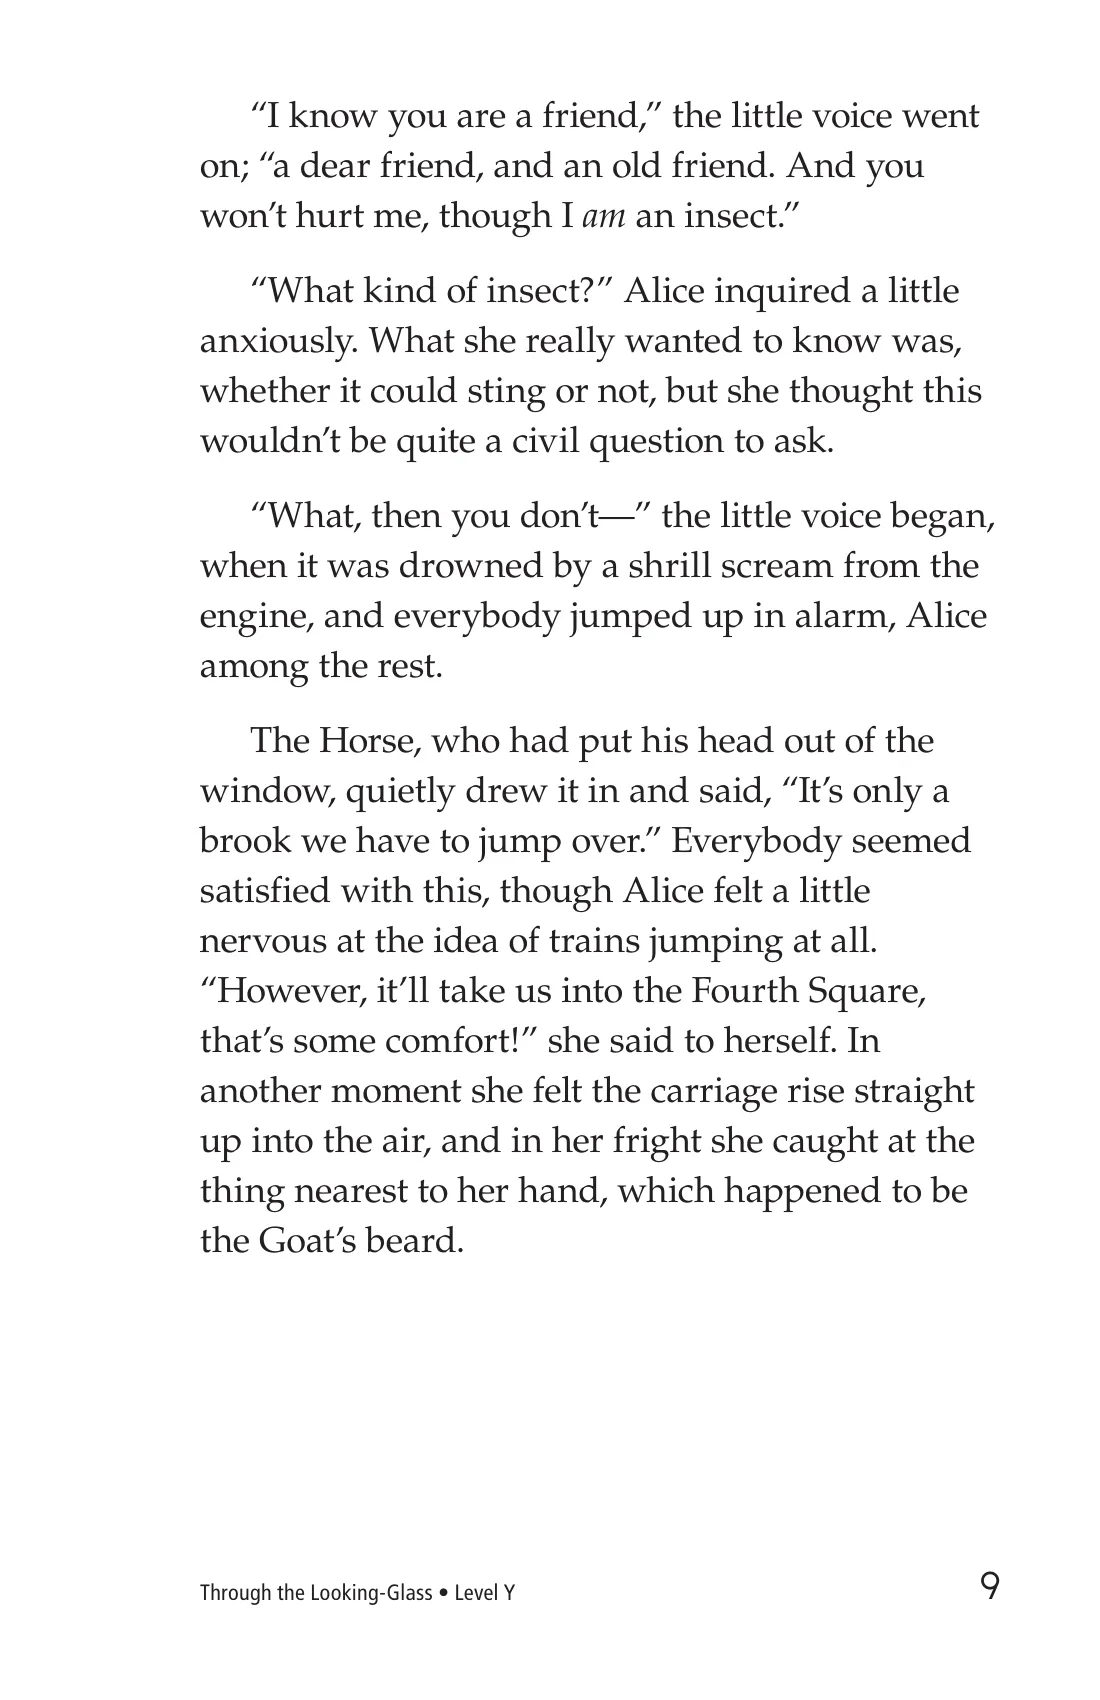 “I know you are a friend,” the little voice went
on; “a dear friend, and an old friend. And you
won’t hurt me, though I am an insect.”
“What kind of insect?” Alice inquired a little
anxiously. What she really wanted to know was,
whether it could sting or not, but she thought this
wouldn’t be quite a civil question to ask.
“What, then you don’t—” the little voice began,
when it was drowned by a shrill scream from the
engine, and everybody jumped up in alarm, Alice
among the rest.
The Horse, who had put his head out of the
window, quietly drew it in and said, “It’s only a
brook we have to jump over.” Everybody seemed
satisfied with this, though Alice felt a little
nervous at the idea of trains jumping at all.
“However, it’ll take us into the Fourth Square,
that’s some comfort!” she said to herself. In
another moment she felt the carriage rise straight
up into the air, and in her fright she caught at the
thing nearest to her hand, which happened to be
the Goat’s beard.
Through the Looking-Glass • Level Y
9